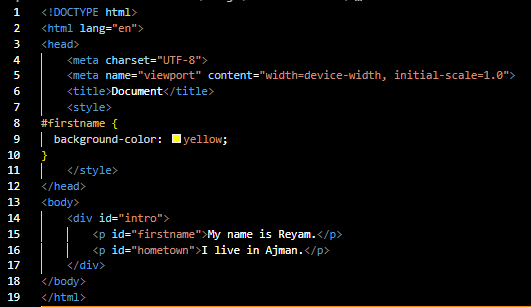 1 <!DOCTYPE html>
2 <html lang="en">
3 <head>
4     <meta charset="UTF-8">
5     <meta name="viewport" content="width=device-width, initial-scale=1.0">
6     <title>Document</title>
7     <style>
8 #firstname {
9   background-color: yellow;
10 }
11     </style>
12 </head>
13 <body>
14     <div id="intro">
15         <p id="firstname">My name is Reyam.</p>
16         <p id="hometown">I live in Ajman.</p>
17     </div>
18 </body>
19 </html>